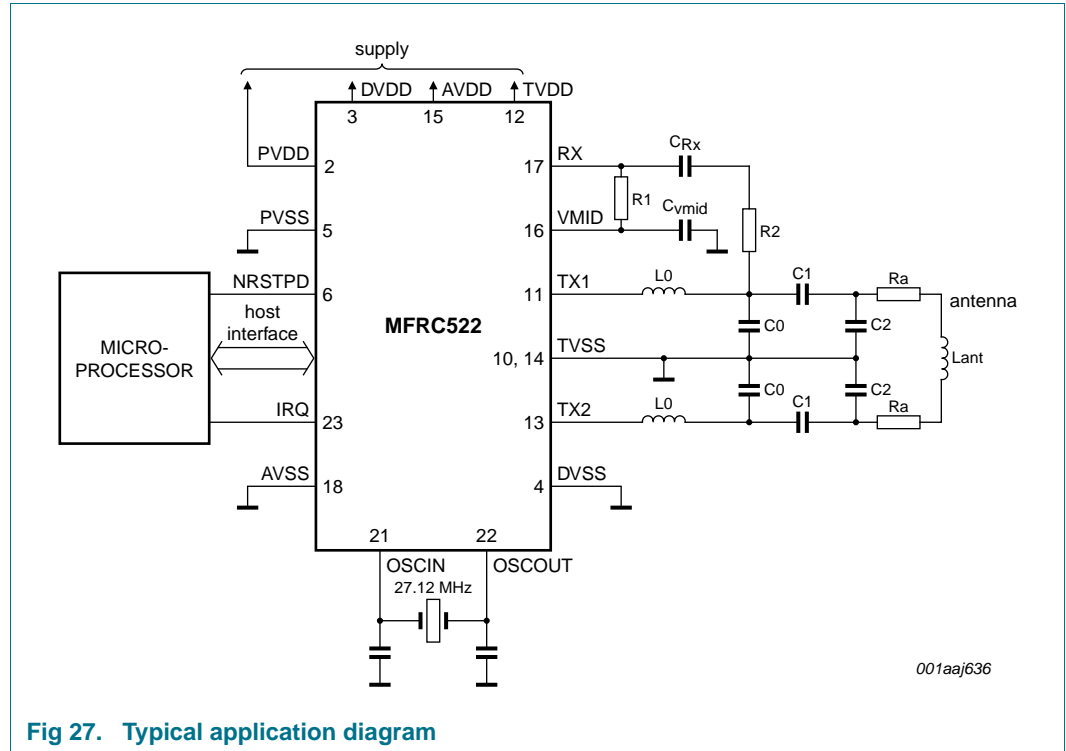 supply
DVDD
AVDD
TVDD
3
15
12
PVDD
2
17
RX
CRx
R1
PVSS
5
16
VMID
Cvmid
R2
NRSTPD
6
11
TX1
L0
C1
Ra
antenna
host
interface
MFRC522
C0
C2
MICRO-
PROCESSOR
10, 14
TVSS
Lant
C0
C2
IRQ
23
13
TX2
L0
C1
Ra
AVSS
18
4
DVSS
21
22
OSCIN
OSCOUT
27.12 MHz
001aaj636
Fig 27. Typical application diagram